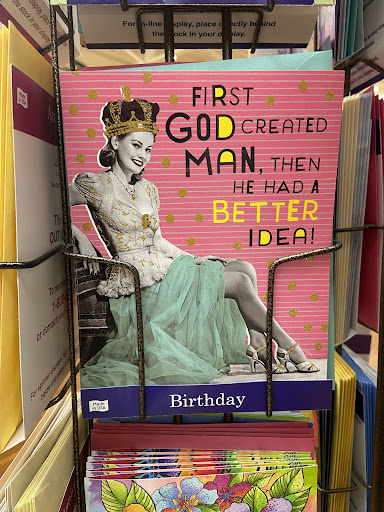 For in-line display, place directly behind
the stock in your display.
FIRST
GOD CREATED
MAN, THEN
HE HAD A
BETTER
IDEA!
Made in USA
Birthday